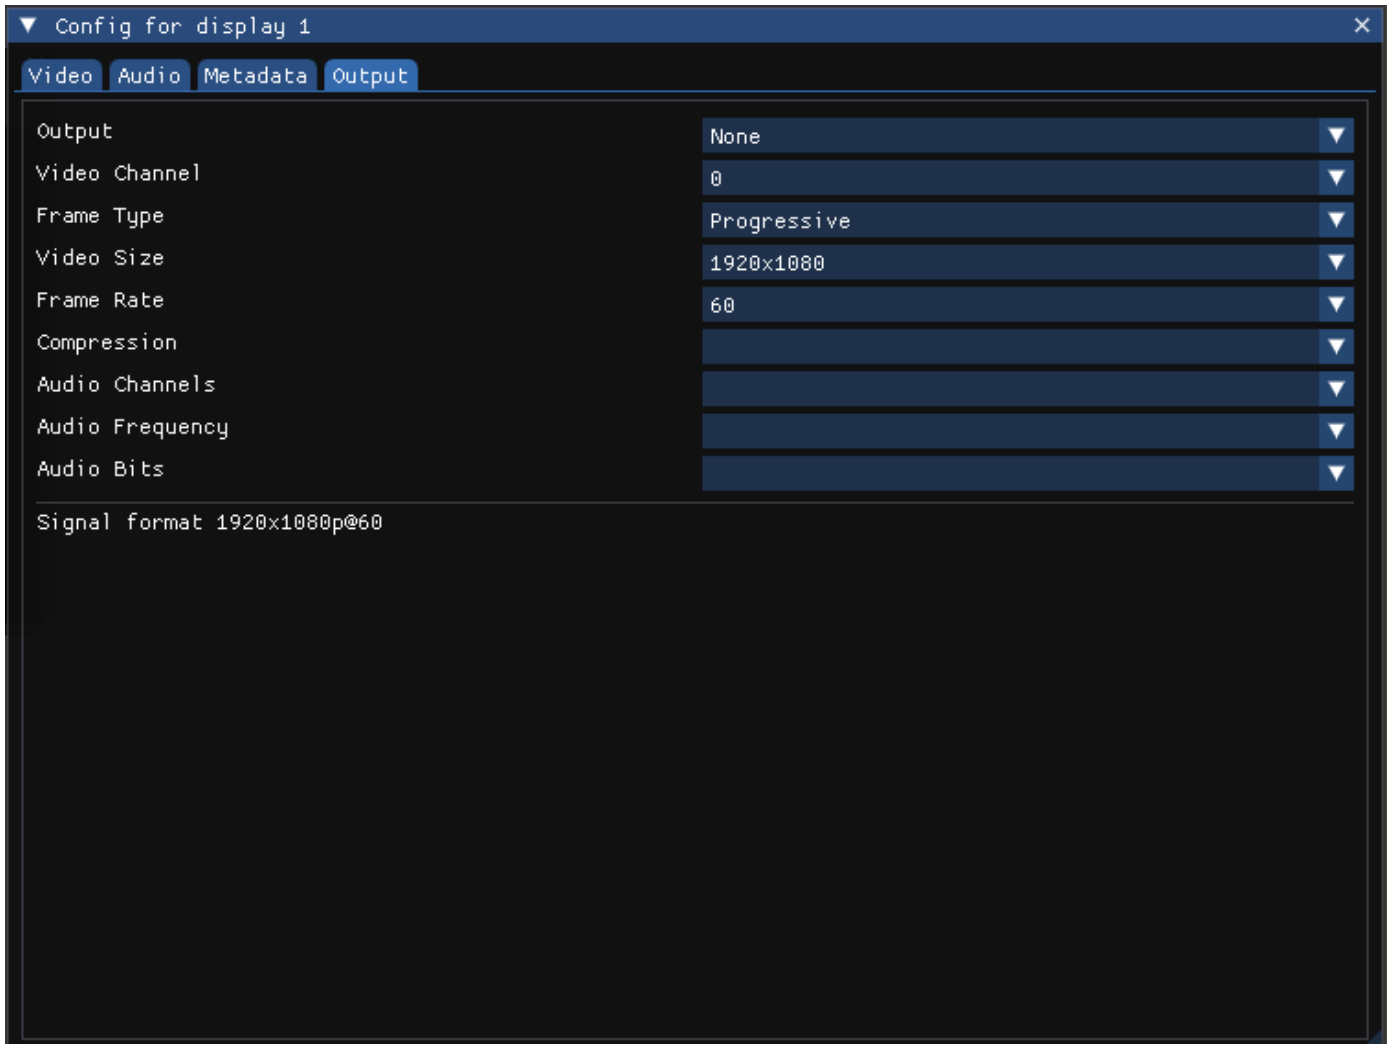 Config for display 1
Video Audio Metadata Output
Output None
Video Channel 0
Frame Type Progressive
Video Size 1920x1080
Frame Rate 60
Compression
Audio Channels
Audio Frequency
Audio Bits
Signal format 1920x1080p@60